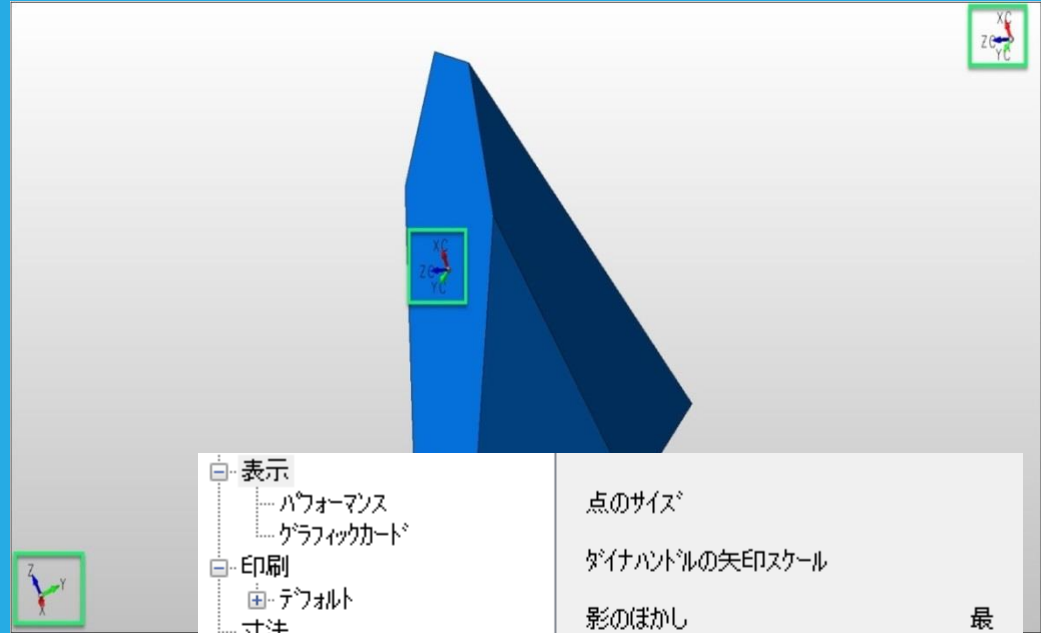 XC
ZC
YC
XC
ZC
YC
Z
Y
X
表示
パフォーマンス
グラフィックカード
印刷
デフォルト
寸法
点のサイズ
ダイナハンドルの矢印スケール
影のぼかし 最